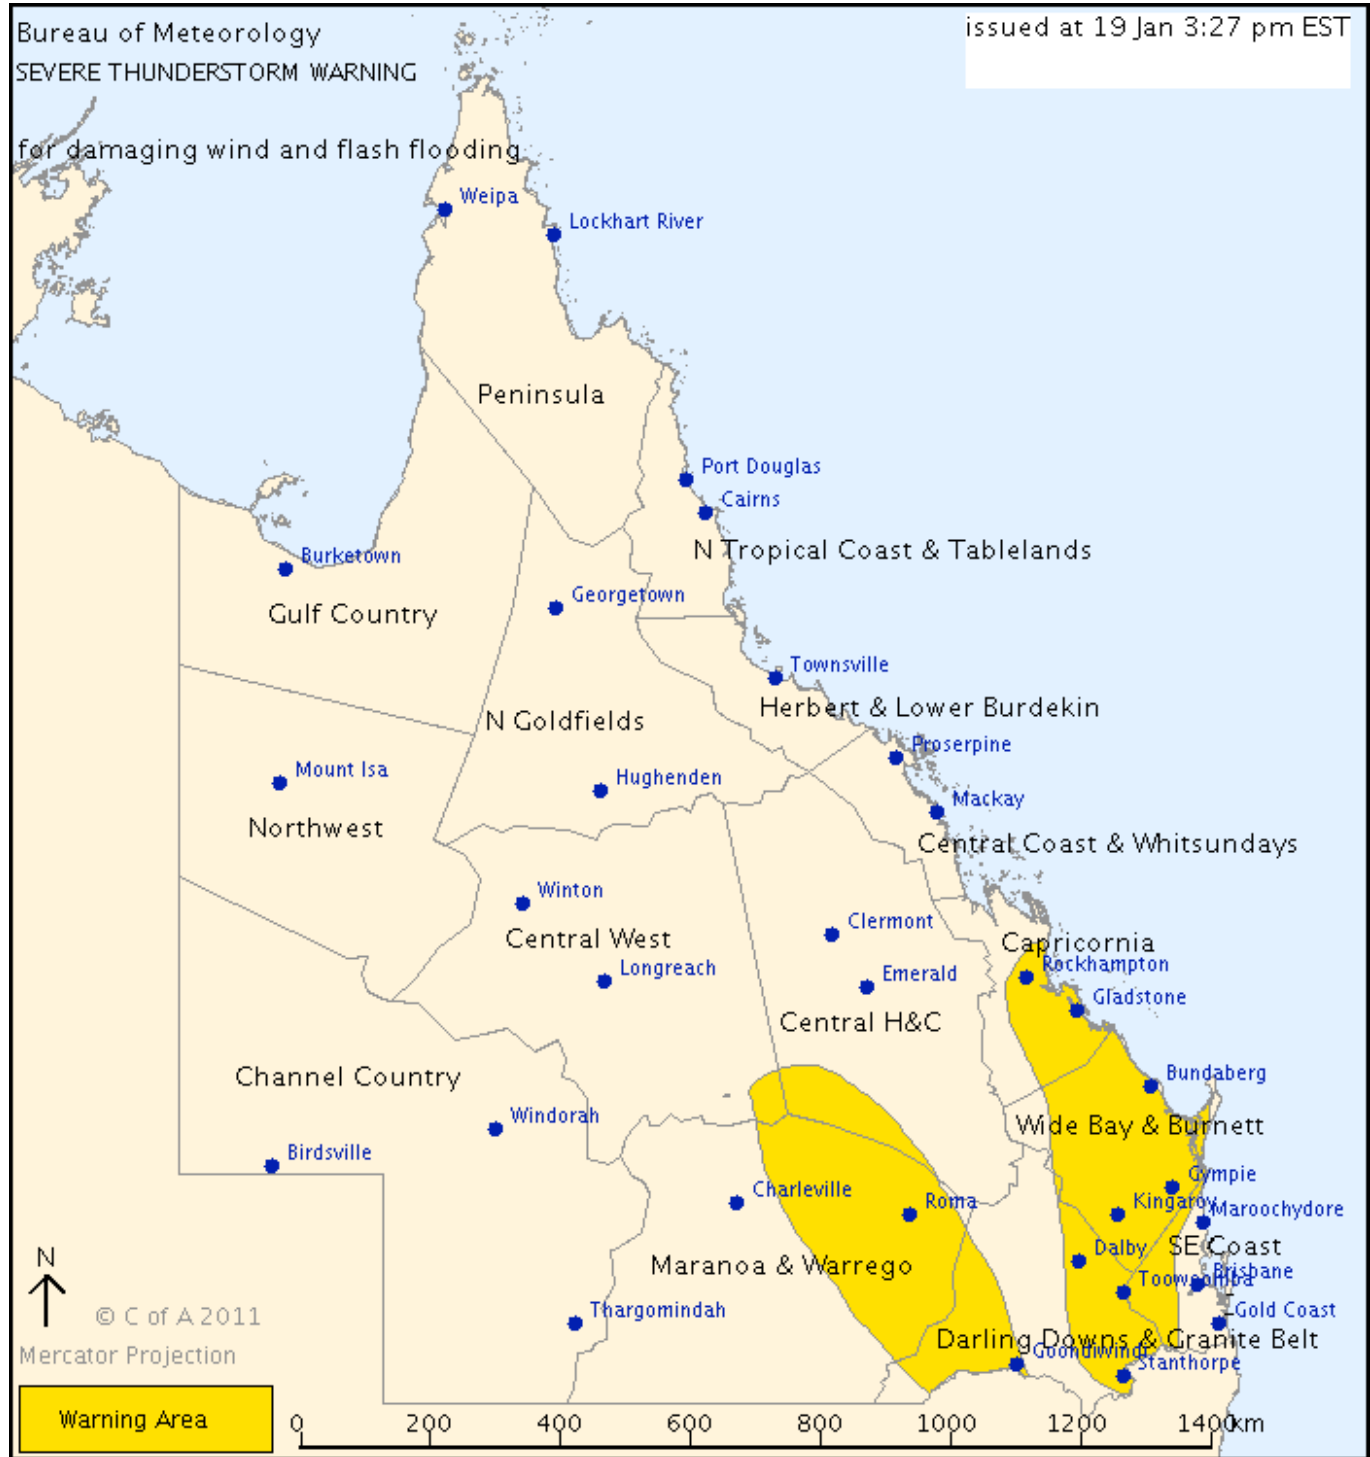 Bureau of Meteorology
issued at 19 Jan 3:27 pm EST
SEVERE THUNDERSTORM WARNING
for damaging wind and flash flooding
Weipa
Lockhart River
Peninsula
Port Douglas
Cairns
N Tropical Coast & Tablelands
Burketown
Georgetown
Gulf Country
Townsville
Herbert & Lower Burdekin
N Goldfields
Proserpine
Mount Isa
Hughenden
Mackay
Northwest
Central Coast & Whitsundays
Winton
Clermont
Central West
Capricornia
Rockhampton
Longreach
Emerald
Gladstone
Central H&C
Channel Country
Bundaberg
Windorah
Wide Bay & Burnett
Birdsville
Gympie
Charleville
Roma
Kingaroy
Maroochydore
SE Coast
Dalby
Maranoa & Warrego
Brisbane
Toowoomba
N
Thargomindah
Gold Coast
© C of A 2011
Darling Downs & Granite Belt
Goondiwindi
Mercator Projection
Stanthorpe
Warning Area
0 200 400 600 800 1000 1200 1400km